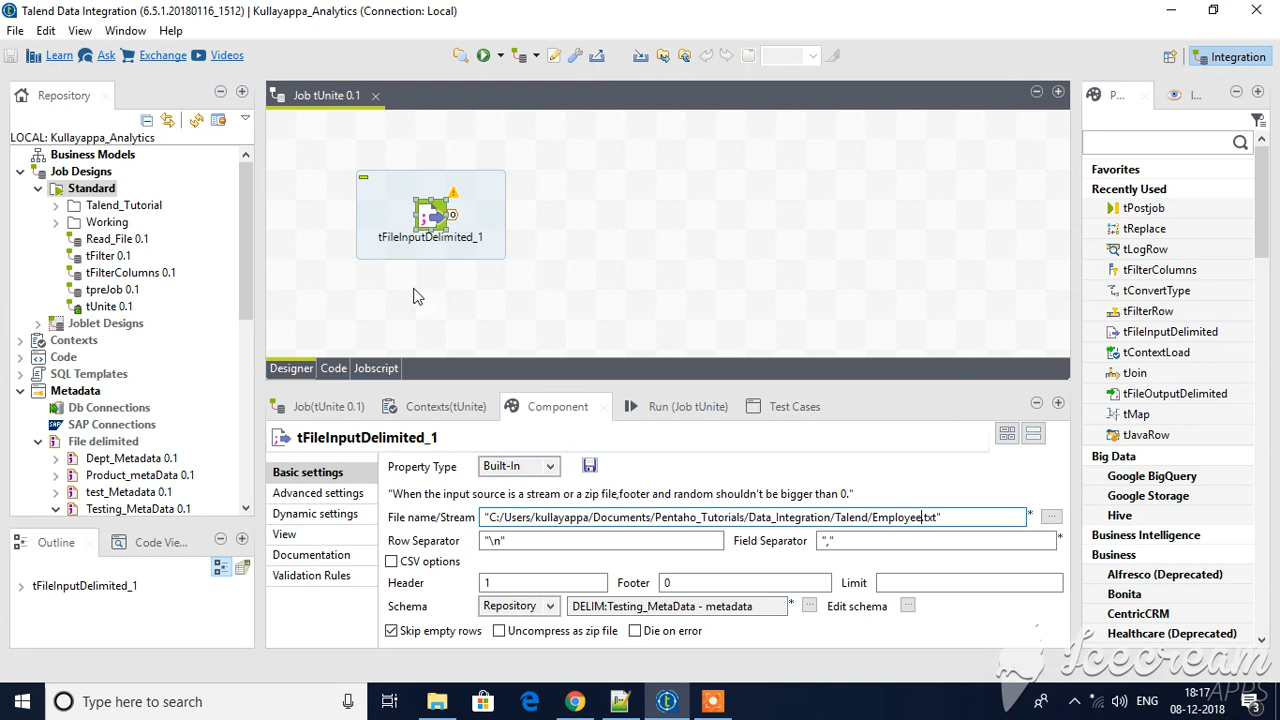 Talend Data Integration (6.5.1.20180116_1512) | Kullayappa_Analytics (Connection: Local)
File Edit View Window Help
Learn Ask Exchange Videos
Integration
Repository
LOCAL: Kullayappa_Analytics
Business Models
Job Designs
Standard
Talend_Tutorial
Working
Read_File 0.1
tFilter 0.1
tFilterColumns 0.1
tpreJob 0.1
tUnite 0.1
Joblet Designs
Contexts
Code
SQL Templates
Metadata
Db Connections
SAP Connections
File delimited
Dept_Metadata 0.1
Product_metaData 0.1
test_Metadata 0.1
Testing_MetaData 0.1
Outline
Code View...
tFileInputDelimited_1
Job tUnite 0.1
tFileInputDelimited_1
Designer Code Jobscript
Job(tUnite 0.1) Contexts(tUnite) Component Run (Job tUnite) Test Cases
tFileInputDelimited_1
Basic settings
Advanced settings
Dynamic settings
View
Documentation
Validation Rules
Property Type Built-In
"When the input source is a stream or a zip file,footer and random shouldn't be bigger than 0."
File name/Stream "C:/Users/kullayappa/Documents/Pentaho_Tutorials/Data_Integration/Talend/Employee.txt" * ...
Row Separator "\n" Field Separator "," *
CSV options
Header 1 Footer 0 Limit
Schema Repository DELIM:Testing_MetaData - metadata * ... Edit schema ...
Skip empty rows Uncompress as zip file Die on error
P... I...
Favorites
Recently Used
tPostjob
tReplace
tLogRow
tFilterColumns
tConvertType
tFilterRow
tFileInputDelimited
tContextLoad
tJoin
tFileOutputDelimited
tMap
tJavaRow
Big Data
Google BigQuery
Google Storage
Hive
Business Intelligence
Business
Alfresco (Deprecated)
Bonita
CentricCRM
Healthcare (Deprecated)
Icecream
APPS
Type here to search
ENG
18:17
08-12-2018
3